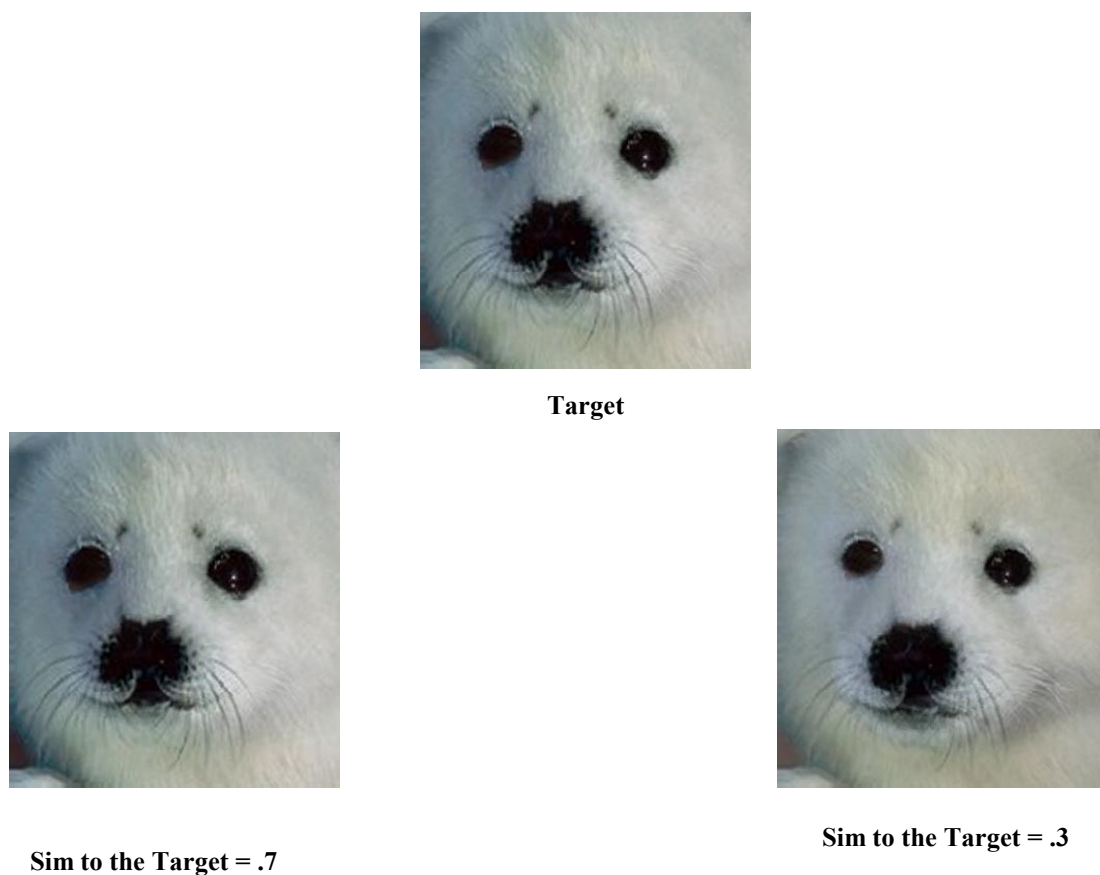 Target
Sim to the Target = .3
Sim to the Target = .7